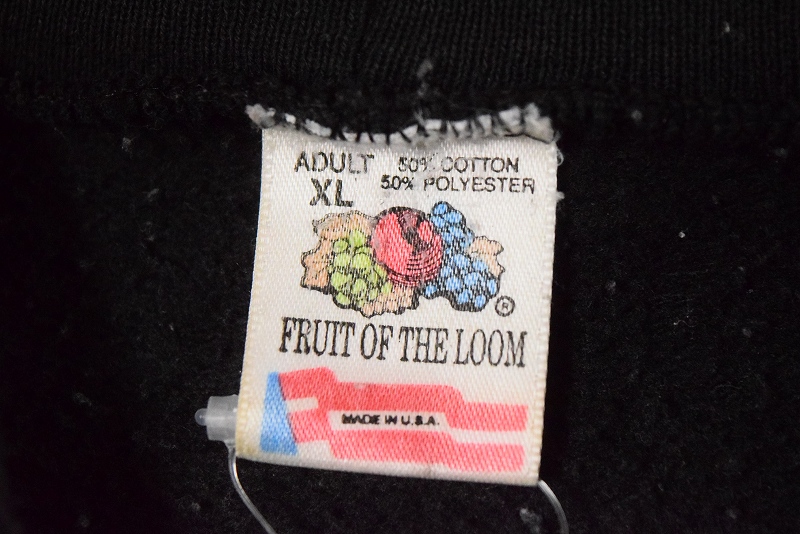 ADULT 50% COTTON
XL 50% POLYESTER
®
FRUIT OF THE LOOM
MADE IN U.S.A.